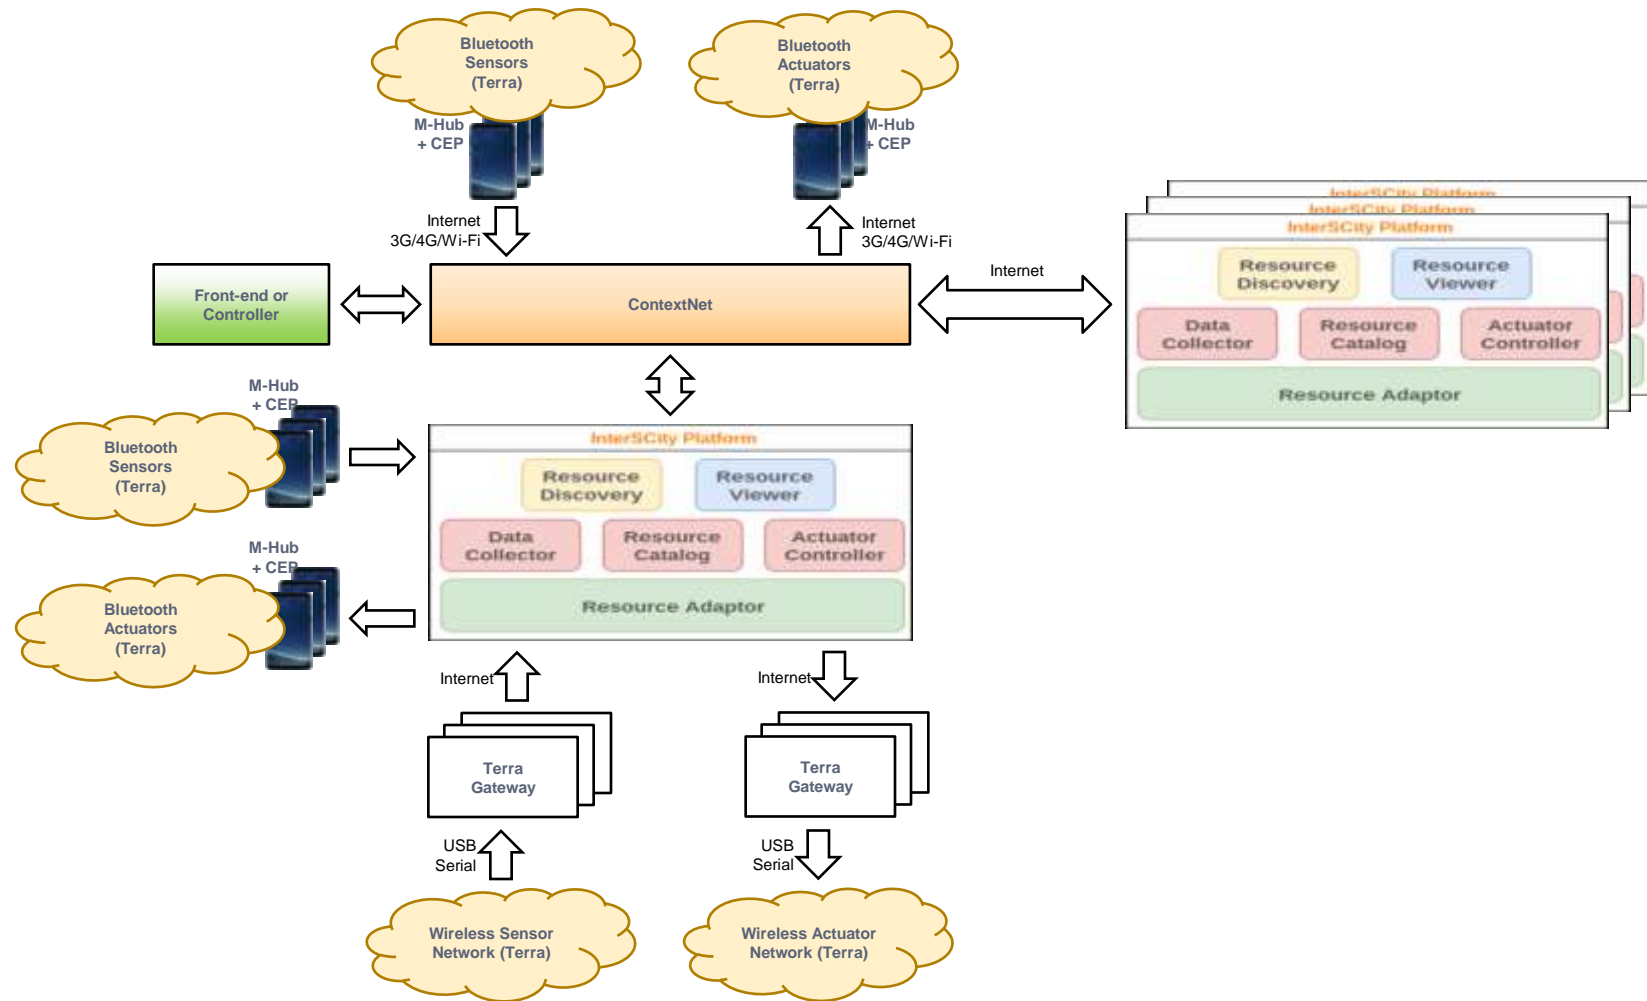 Bluetooth
Sensors
(Terra)
Bluetooth
Actuators
(Terra)
M-Hub
+ CEP
M-Hub
+ CEP
Internet
3G/4G/Wi-Fi
Internet
3G/4G/Wi-Fi
InterSCity Platform
InterSCity Platform
InterSCity Platform
Resource
Discovery
Resource
Viewer
Data
Collector
Resource
Catalog
Actuator
Controller
Resource Adaptor
Internet
Front-end or
Controller
ContextNet
M-Hub
+ CEP
Bluetooth
Sensors
(Terra)
InterSCity Platform
Resource
Discovery
Resource
Viewer
Data
Collector
Resource
Catalog
Actuator
Controller
Resource Adaptor
M-Hub
+ CEP
Bluetooth
Actuators
(Terra)
Internet
Internet
Terra
Gateway
Terra
Gateway
USB
Serial
USB
Serial
Wireless Sensor
Network (Terra)
Wireless Actuator
Network (Terra)